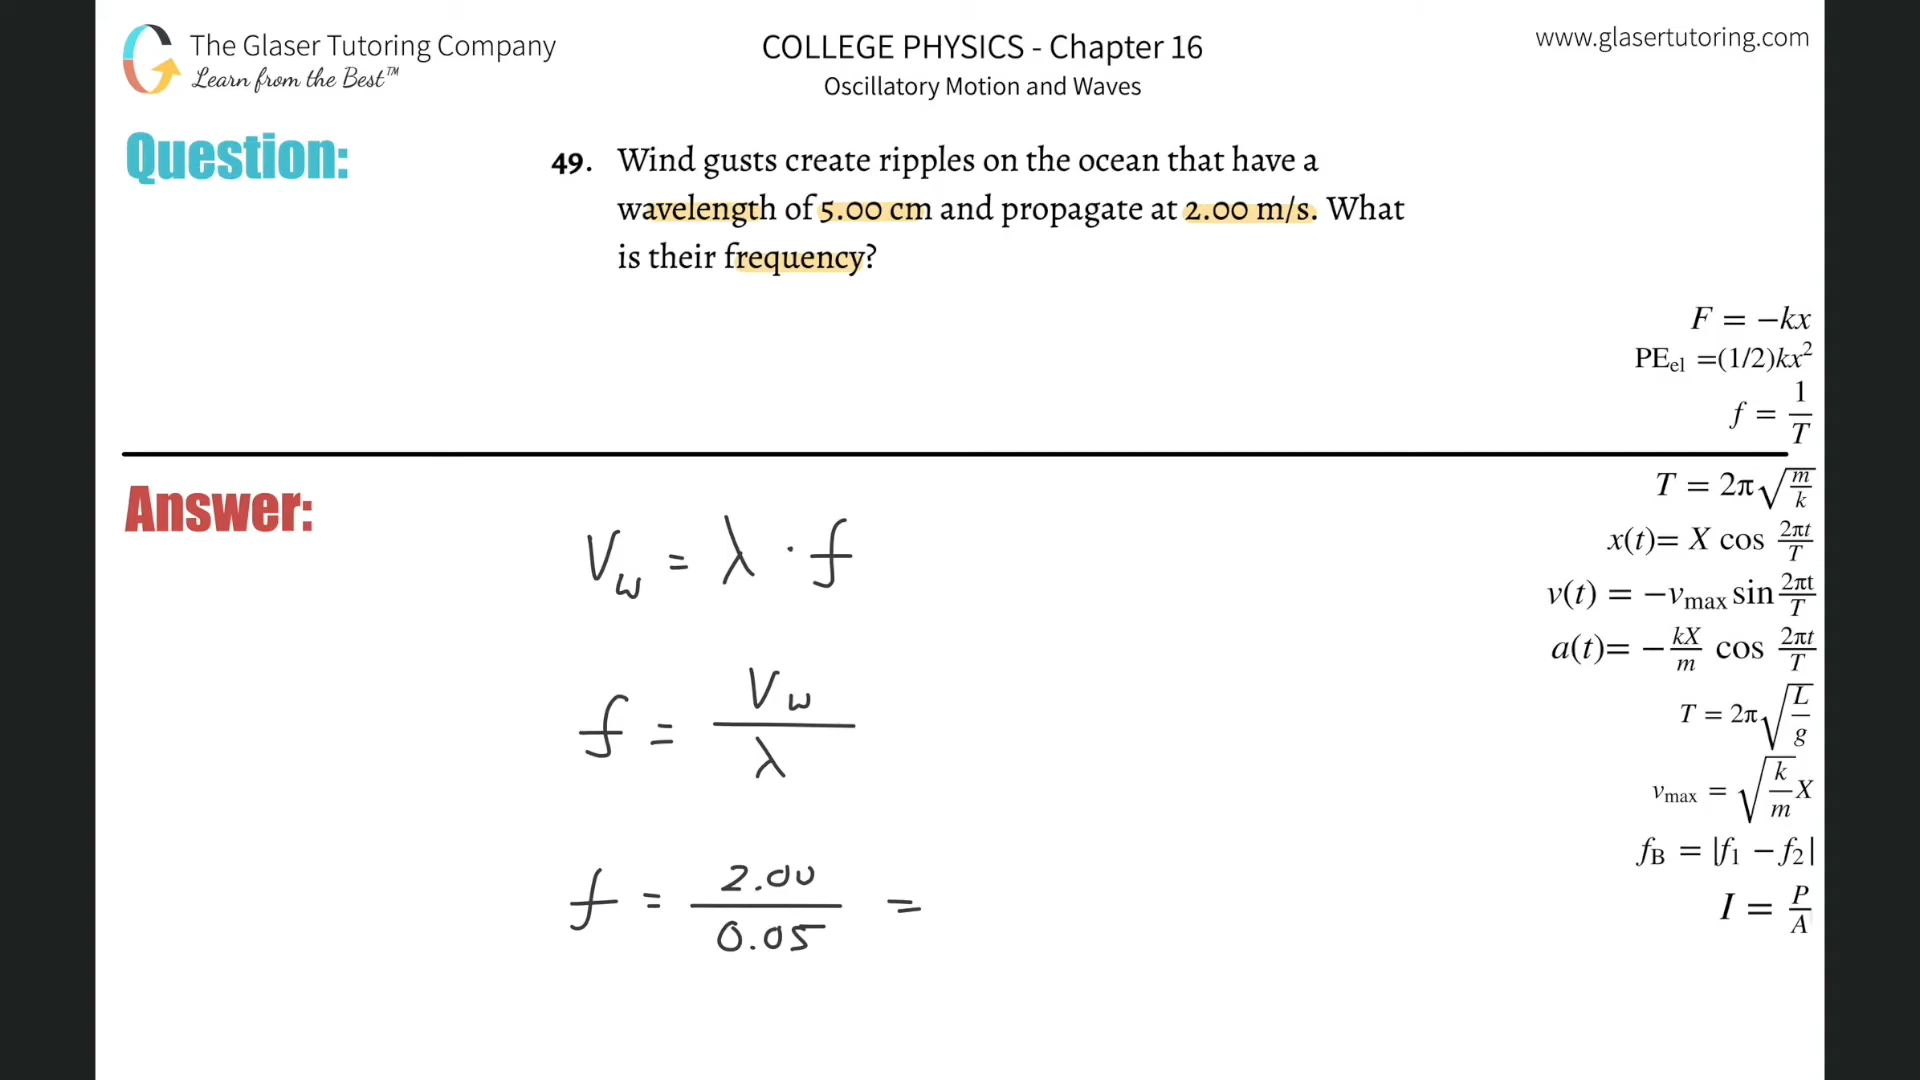 The Glaser Tutoring Company
Learn from the Best™
COLLEGE PHYSICS - Chapter 16
Oscillatory Motion and Waves
www.glasertutoring.com
Question:
49. Wind gusts create ripples on the ocean that have a
wavelength of 5.00 cm and propagate at 2.00 m/s. What
is their frequency?
F = −kx
PEel =(1/2)kx²
f = 1/T
Answer:
Vw = λ · f
f = Vw/λ
f = 2.00/0.05 =
T = 2π√(m/k)
x(t)= X cos 2πt/T
v(t) = −vmax sin 2πt/T
a(t)= − kX/m cos 2πt/T
T = 2π√(L/g)
vmax = √(k/m) X
fB = |f1 − f2|
I = P/A